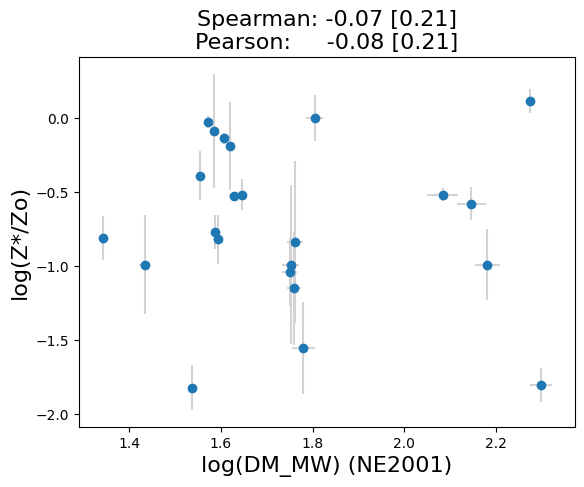 Spearman: -0.07 [0.21]
Pearson: -0.08 [0.21]
log(Z*/Zo)
0.0
−0.5
−1.0
−1.5
−2.0
1.4 1.6 1.8 2.0 2.2
log(DM_MW) (NE2001)